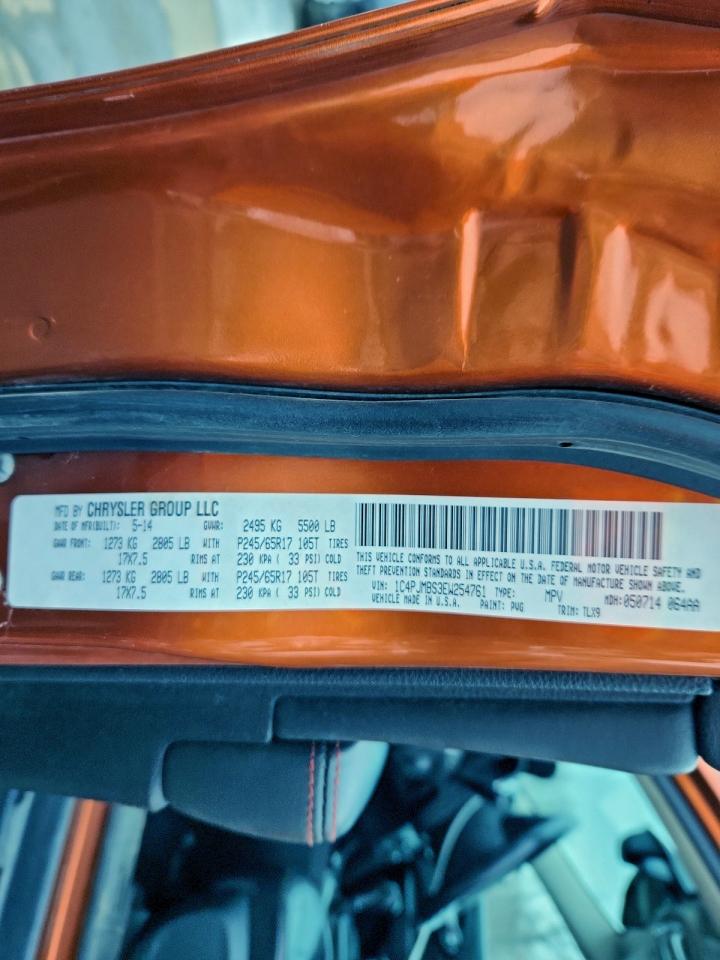 MFD BY CHRYSLER GROUP LLC
DATE OF MFR(BUILT): 5-14 GVWR: 2495 KG 5500 LB
GAWR FRONT: 1273 KG 2805 LB WITH P245/65R17 105T TIRES
17X7.5 RIMS AT 230 KPA ( 33 PSI) COLD
GAWR REAR: 1273 KG 2805 LB WITH P245/65R17 105T TIRES
17X7.5 RIMS AT 230 KPA ( 33 PSI) COLD
THIS VEHICLE CONFORMS TO ALL APPLICABLE U.S.A. FEDERAL MOTOR VEHICLE SAFETY AND
THEFT PREVENTION STANDARDS IN EFFECT ON THE DATE OF MANUFACTURE SHOWN ABOVE.
VIN: 1C4PJMBS3EW254761 TYPE: MPV MDH: 050714 064AA
VEHICLE MADE IN U.S.A. PAINT: PVG TRIM: TLX9